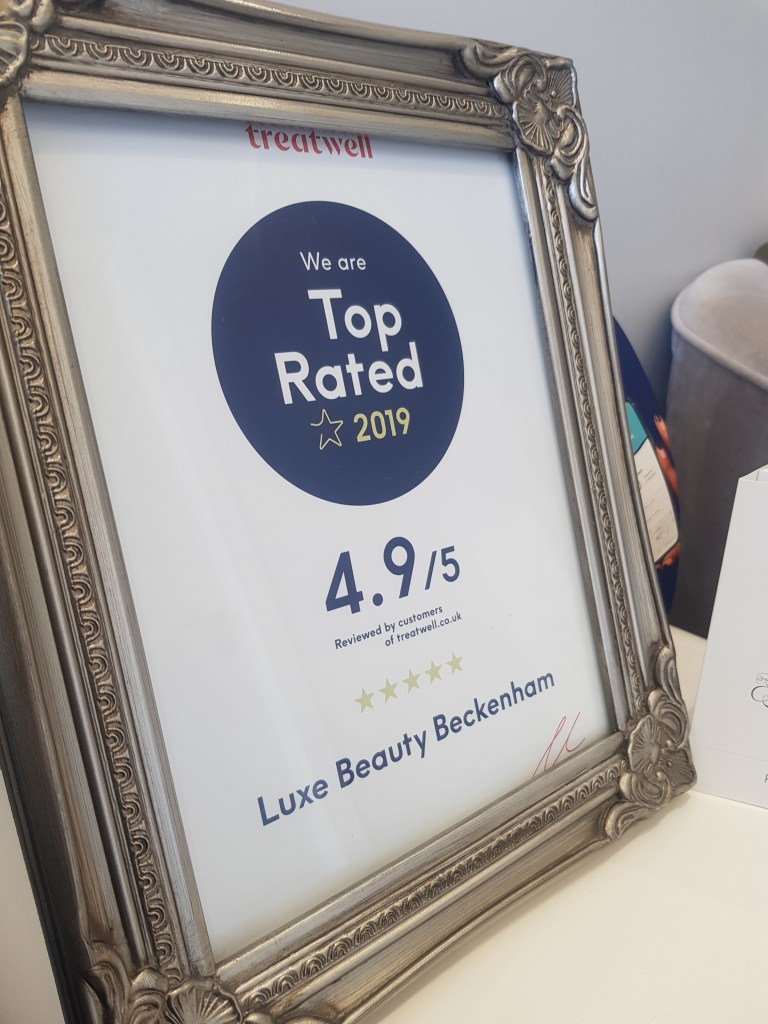 treatwell
We are
Top
Rated
2019
4.9/5
Reviewed by customers
of treatwell.co.uk
Luxe Beauty Beckenham